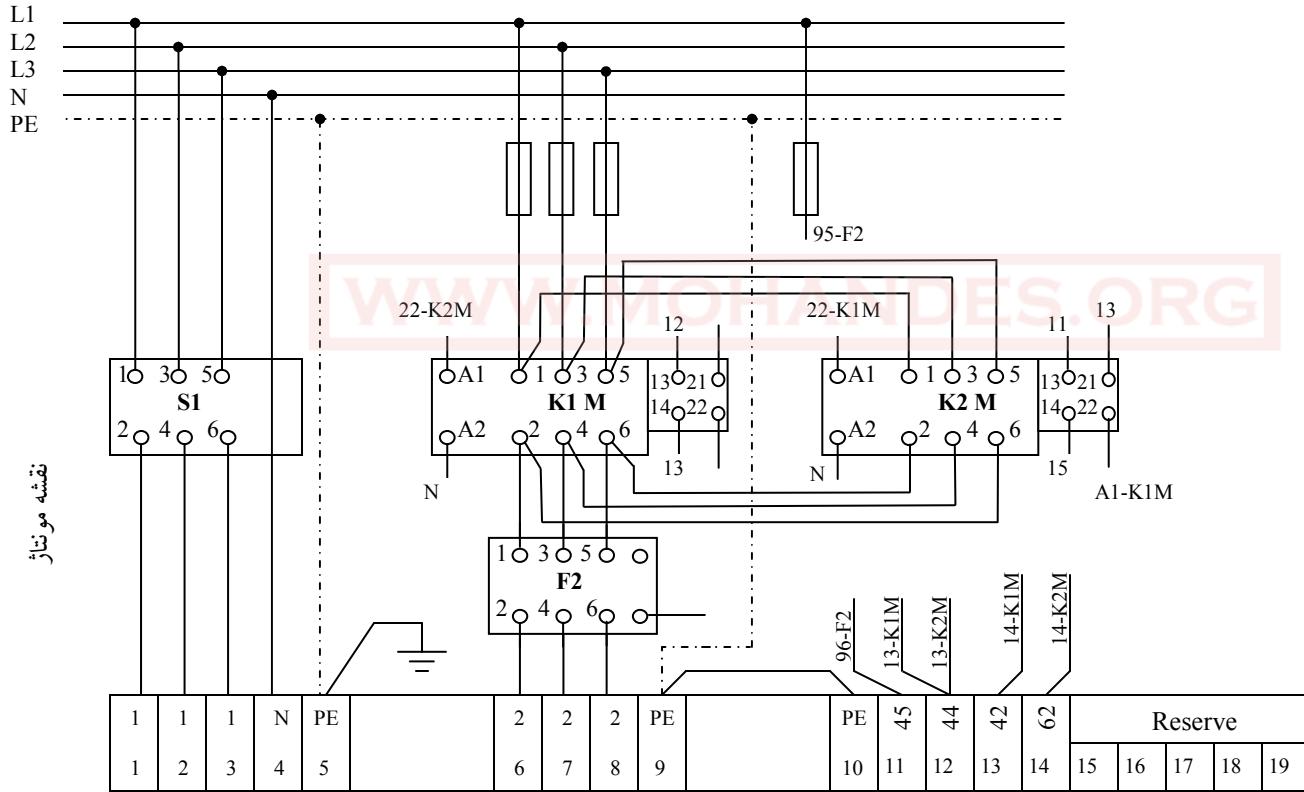 L1
L2
L3
N
PE
95-F2
WWW.MOHANDES.ORG
22-K2M
12
22-K1M
11
13
1 3 5
A1
1 3 5
13 21
A1
1 3 5
13 21
S1
K1 M
14 22
K2 M
14 22
2 4 6
A2
2 4 6
A2
2 4 6
N
13
N
15
A1-K1M
نقشه مونتاژ
1 3 5
F2
2 4 6
96-F2
13-K1M
13-K2M
14-K1M
14-K2M
1 1 1 N PE 2 2 2 PE PE 45 44 42 62 Reserve
1 2 3 4 5 6 7 8 9 10 11 12 13 14 15 16 17 18 19